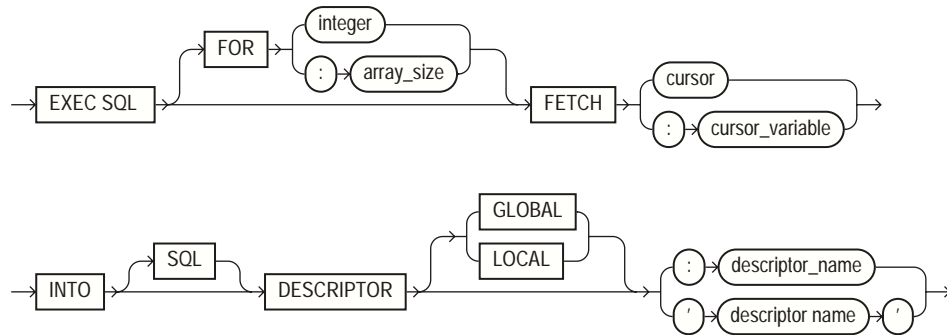 integer
FOR
: array_size
cursor
EXEC SQL
FETCH
: cursor_variable
GLOBAL
SQL
LOCAL
: descriptor_name
INTO
DESCRIPTOR
' descriptor name '